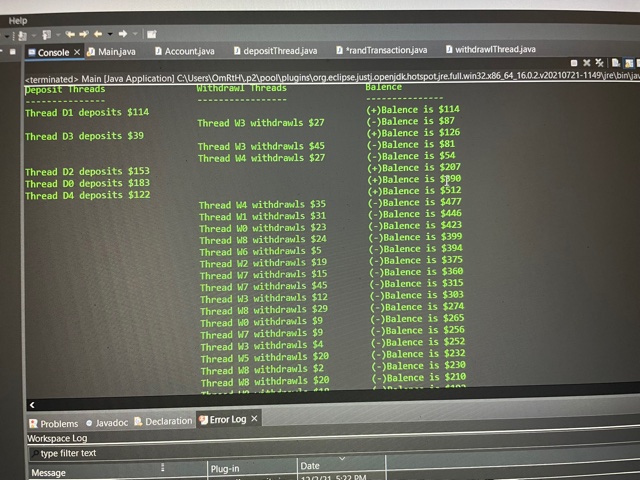 Help
Console Main.java Account.java depositThread.java *randTransaction.java withdrawlThread.java
<terminated> Main [Java Application] C:\Users\OmRtH\.p2\pool\plugins\org.eclipse.justj.openjdk.hotspot.jre.full.win32.x86_64_16.0.2.v20210721-1149\jre\bin\jav
Deposit Threads Withdrawl Threads Balence
--------------- ----------------- ---------------
Thread D1 deposits $114 (+)Balence is $114
Thread W3 withdrawls $27 (-)Balence is $87
Thread D3 deposits $39 (+)Balence is $126
Thread W3 withdrawls $45 (-)Balence is $81
Thread W4 withdrawls $27 (-)Balence is $54
Thread D2 deposits $153 (+)Balence is $207
Thread D0 deposits $183 (+)Balence is $390
Thread D4 deposits $122 (+)Balence is $512
Thread W4 withdrawls $35 (-)Balence is $477
Thread W1 withdrawls $31 (-)Balence is $446
Thread W0 withdrawls $23 (-)Balence is $423
Thread W8 withdrawls $24 (-)Balence is $399
Thread W6 withdrawls $5 (-)Balence is $394
Thread W2 withdrawls $19 (-)Balence is $375
Thread W7 withdrawls $15 (-)Balence is $360
Thread W7 withdrawls $45 (-)Balence is $315
Thread W3 withdrawls $12 (-)Balence is $303
Thread W8 withdrawls $29 (-)Balence is $274
Thread W0 withdrawls $9 (-)Balence is $265
Thread W7 withdrawls $9 (-)Balence is $256
Thread W3 withdrawls $4 (-)Balence is $252
Thread W5 withdrawls $20 (-)Balence is $232
Thread W8 withdrawls $2 (-)Balence is $230
Thread W8 withdrawls $20 (-)Balence is $210
Problems Javadoc Declaration Error Log
Workspace Log
type filter text
Message Plug-in Date
12/2/21, 5:22 PM